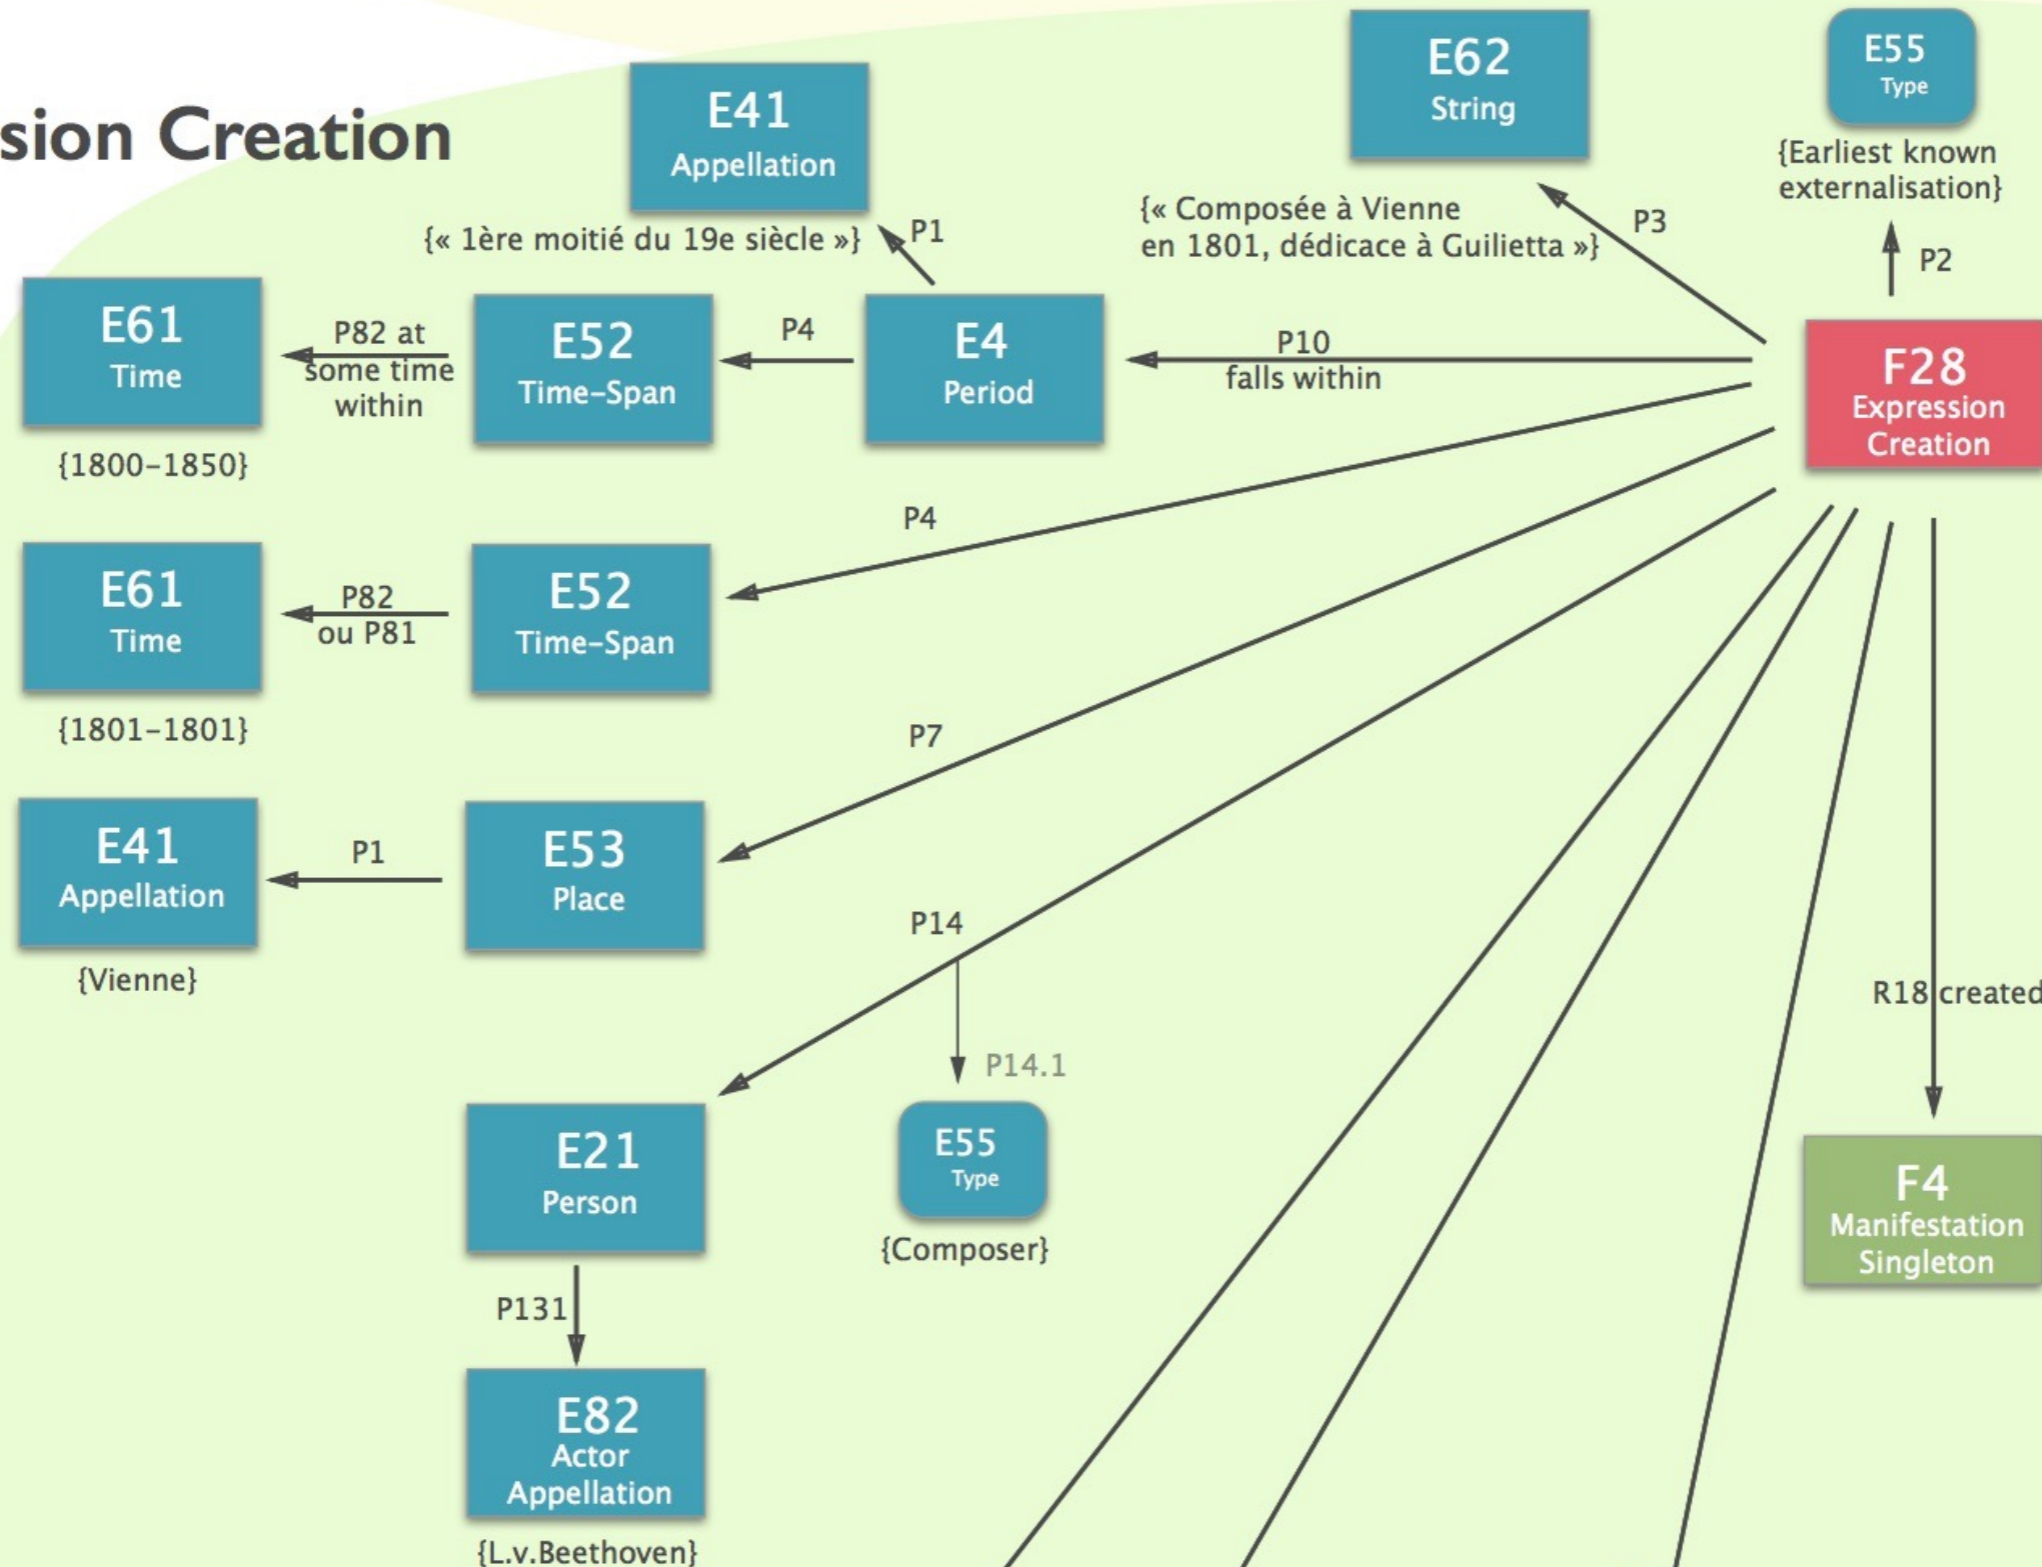 sion Creation
E41
Appellation
{« 1ère moitié du 19e siècle »}
P1
E62
String
{« Composée à Vienne
en 1801, dédicace à Guilietta »}
P3
E55
Type
{Earliest known
externalisation}
P2
E61
Time
{1800-1850}
P82 at
some time
within
E52
Time-Span
P4
E4
Period
P10
falls within
F28
Expression
Creation
P4
E61
Time
{1801-1801}
P82
ou P81
E52
Time-Span
P7
E41
Appellation
{Vienne}
P1
E53
Place
P14
P14.1
E55
Type
{Composer}
R18 created
F4
Manifestation
Singleton
E21
Person
P131
E82
Actor
Appellation
{L.v.Beethoven}